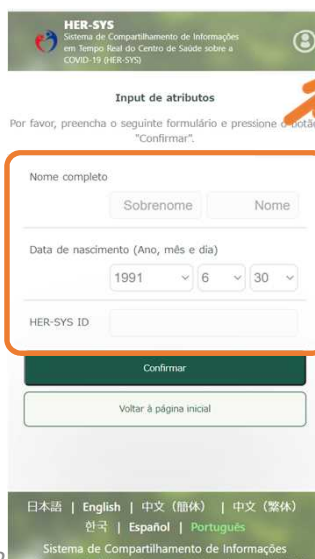 HER-SYS
Sistema de Compartilhamento de Informações
em Tempo Real do Centro de Saúde sobre a
COVID-19 (HER-SYS)
Input de atributos
Por favor, preencha o seguinte formulário e pressione o botão
"Confirmar".
Nome completo
Sobrenome Nome
Data de nascimento (Ano, mês e dia)
1991 6 30
HER-SYS ID
Confirmar
Voltar à página inicial
日本語 | English | 中文（簡体） | 中文（繁体）
한국 | Español | Português
Sistema de Compartilhamento de Informações